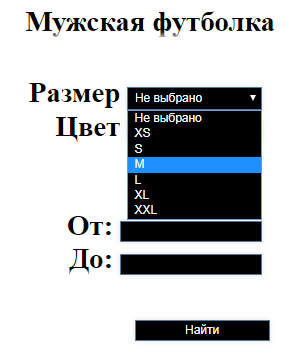 Мужская футболка
Размер Не выбрано
Цвет Не выбрано
XS
S
M
L
XL
XXL
От:
До:
Найти